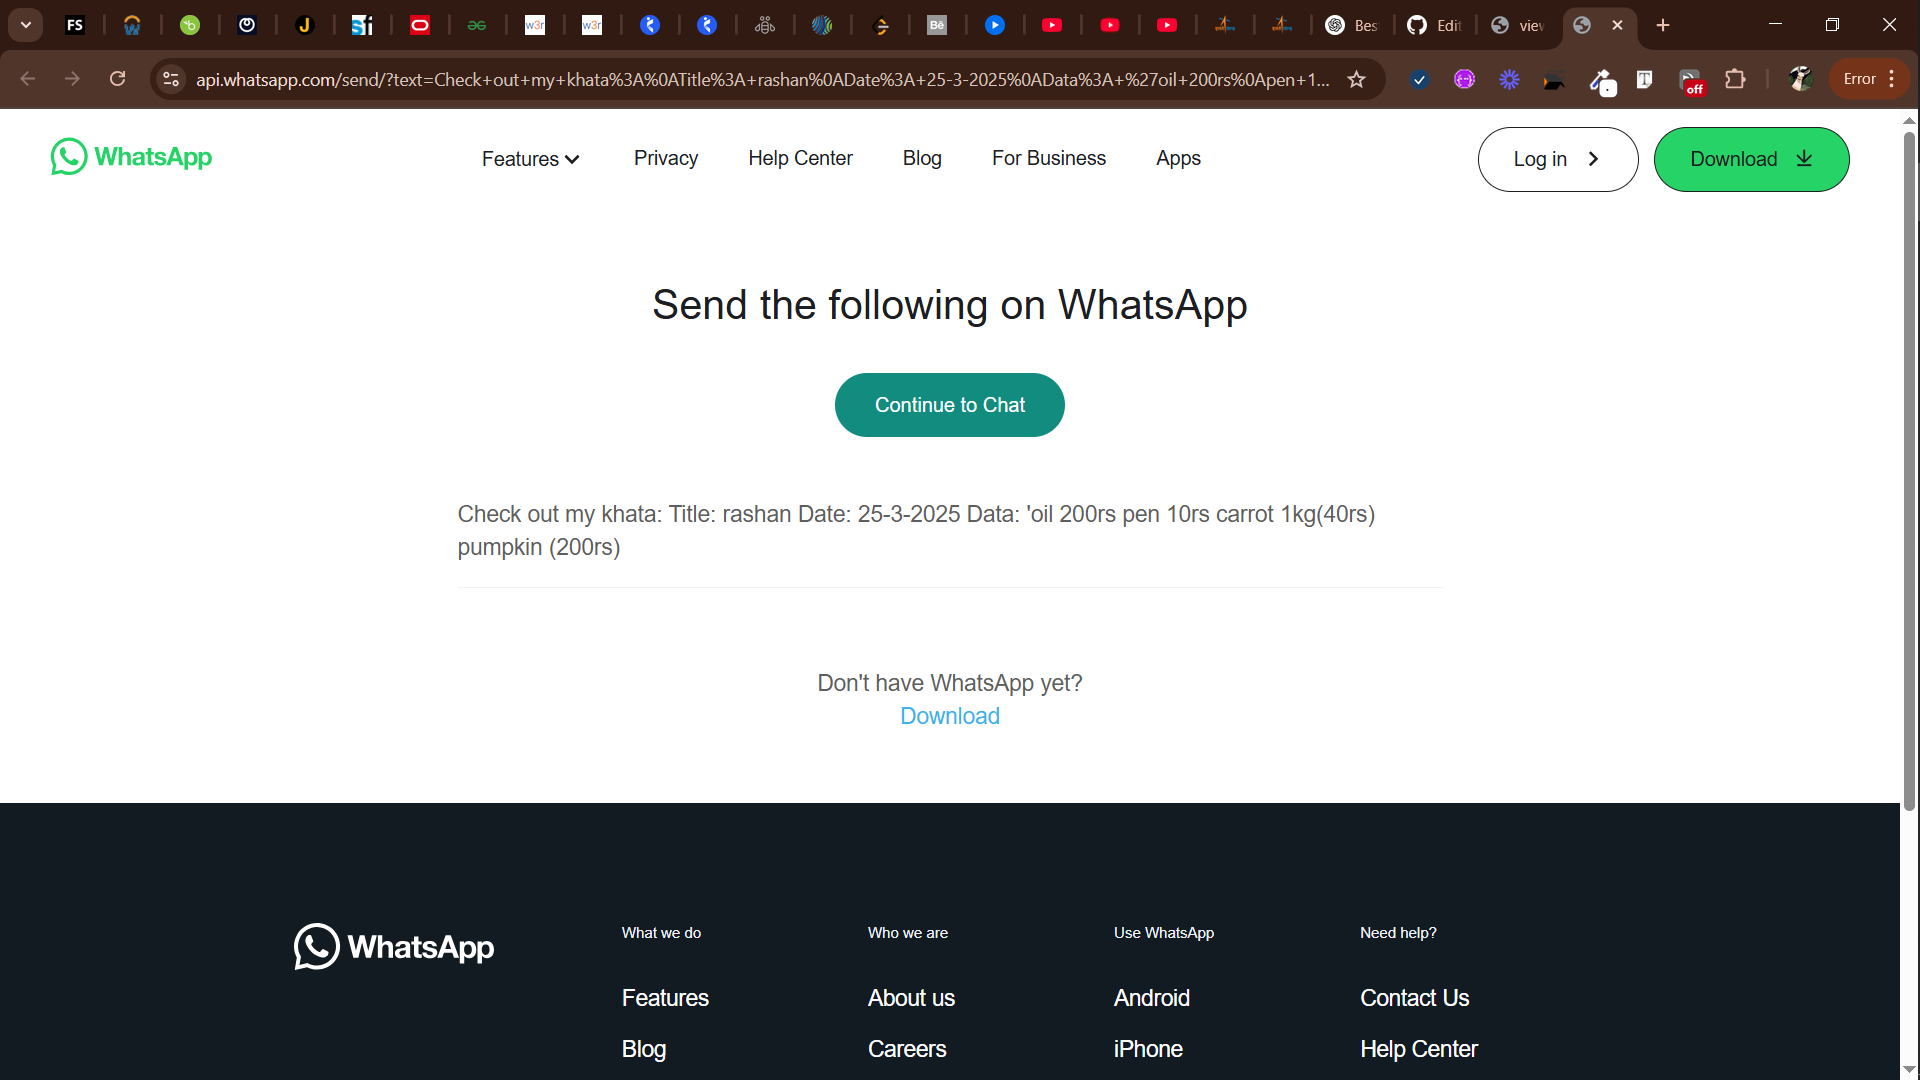 FS
w3r
w3r
Bē
Bes
Edit
view
api.whatsapp.com/send/?text=Check+out+my+khata%3A%0ATitle%3A+rashan%0ADate%3A+25-3-2025%0AData%3A+%27oil+200rs%0Apen+1...
off
Error
WhatsApp
Features
Privacy
Help Center
Blog
For Business
Apps
Log in
Download
Send the following on WhatsApp
Continue to Chat
Check out my khata: Title: rashan Date: 25-3-2025 Data: 'oil 200rs pen 10rs carrot 1kg(40rs)
pumpkin (200rs)
Don't have WhatsApp yet?
Download
WhatsApp
What we do
Who we are
Use WhatsApp
Need help?
Features
About us
Android
Contact Us
Blog
Careers
iPhone
Help Center